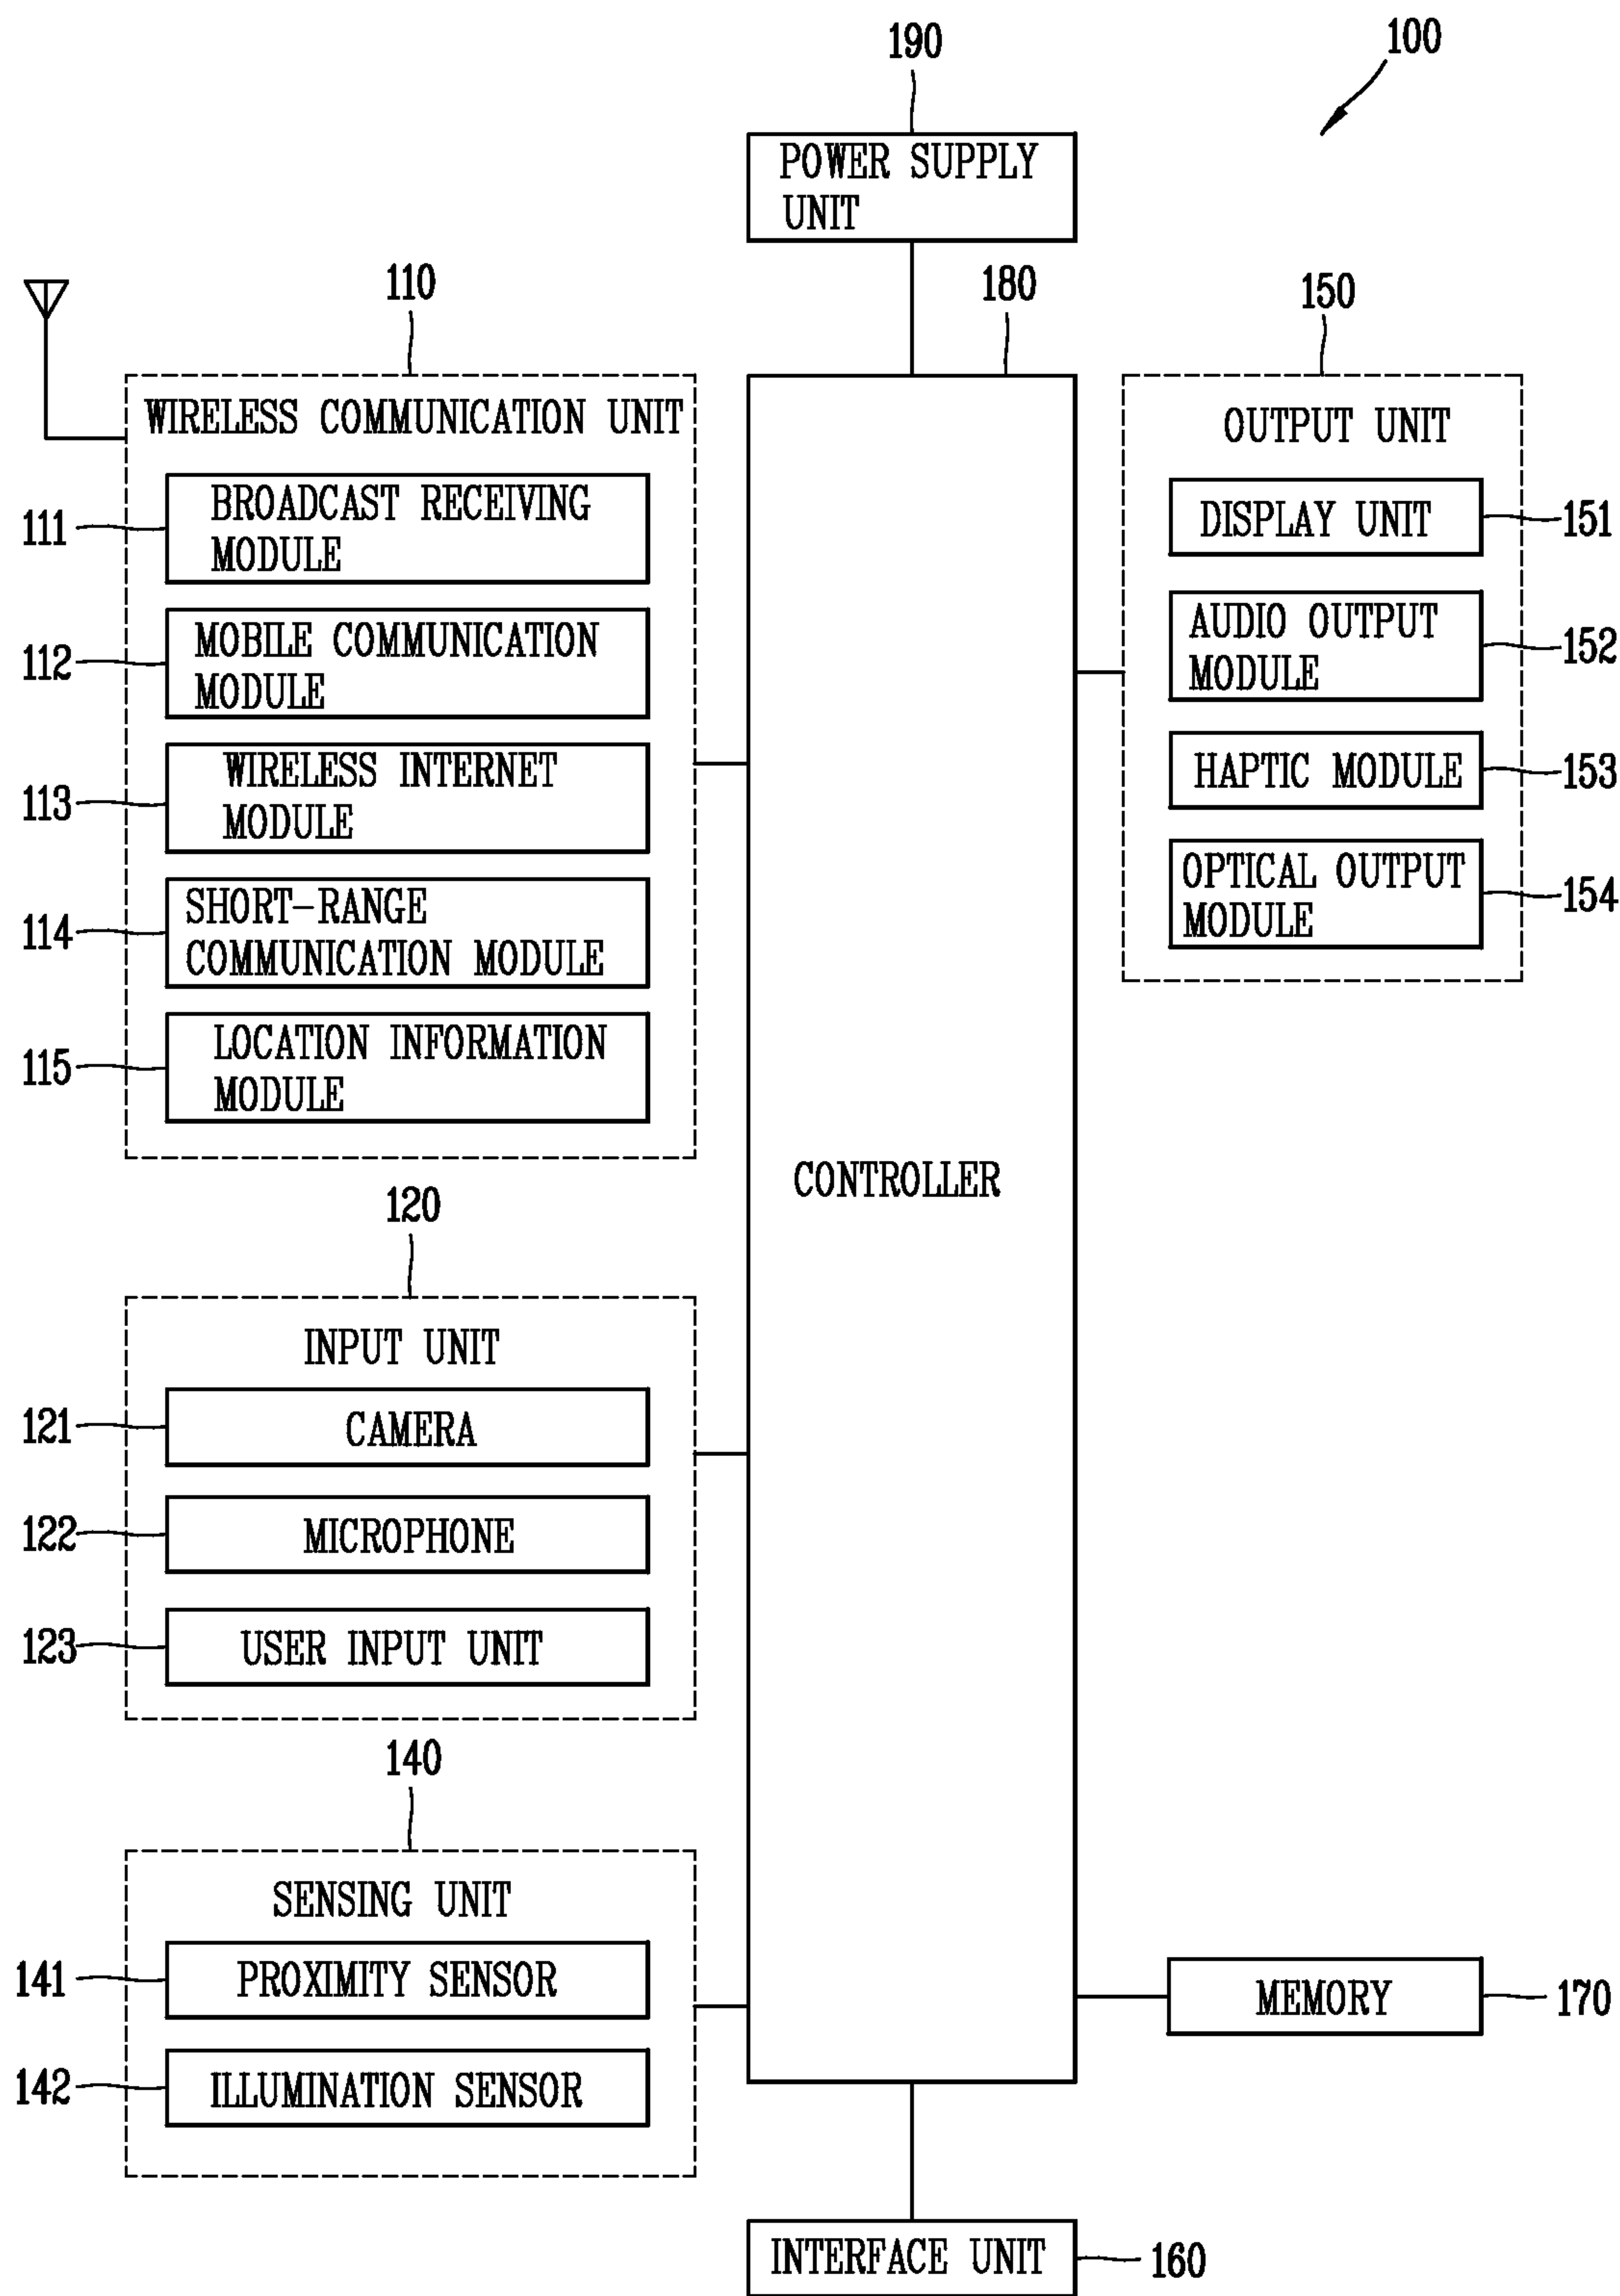 190
100
POWER SUPPLY
UNIT
110
180
150
WIRELESS COMMUNICATION UNIT
111
BROADCAST RECEIVING
MODULE
112
MOBILE COMMUNICATION
MODULE
113
WIRELESS INTERNET
MODULE
114
SHORT-RANGE
COMMUNICATION MODULE
115
LOCATION INFORMATION
MODULE
120
INPUT UNIT
121
CAMERA
122
MICROPHONE
123
USER INPUT UNIT
140
SENSING UNIT
141
PROXIMITY SENSOR
142
ILLUMINATION SENSOR
CONTROLLER
OUTPUT UNIT
DISPLAY UNIT
151
AUDIO OUTPUT
MODULE
152
HAPTIC MODULE
153
OPTICAL OUTPUT
MODULE
154
MEMORY
170
INTERFACE UNIT
160